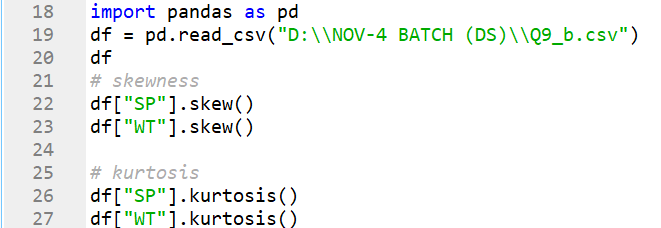 18 import pandas as pd
19 df = pd.read_csv("D:\\NOV-4 BATCH (DS)\\Q9_b.csv")
20 df
21 # skewness
22 df["SP"].skew()
23 df["WT"].skew()
24
25 # kurtosis
26 df["SP"].kurtosis()
27 df["WT"].kurtosis()